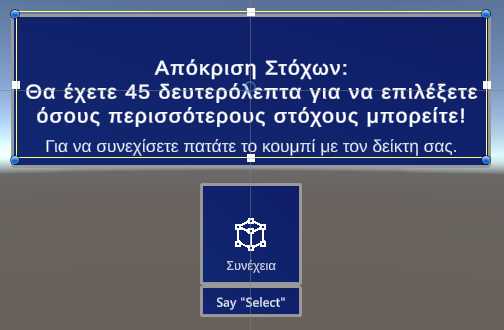 Απόκριση Στόχων:
Θα έχετε 45 δευτερόλεπτα για να επιλέξετε
όσους περισσότερους στόχους μπορείτε!
Για να συνεχίσετε πατάτε το κουμπί με τον δείκτη σας.
Συνέχεια
Say "Select"